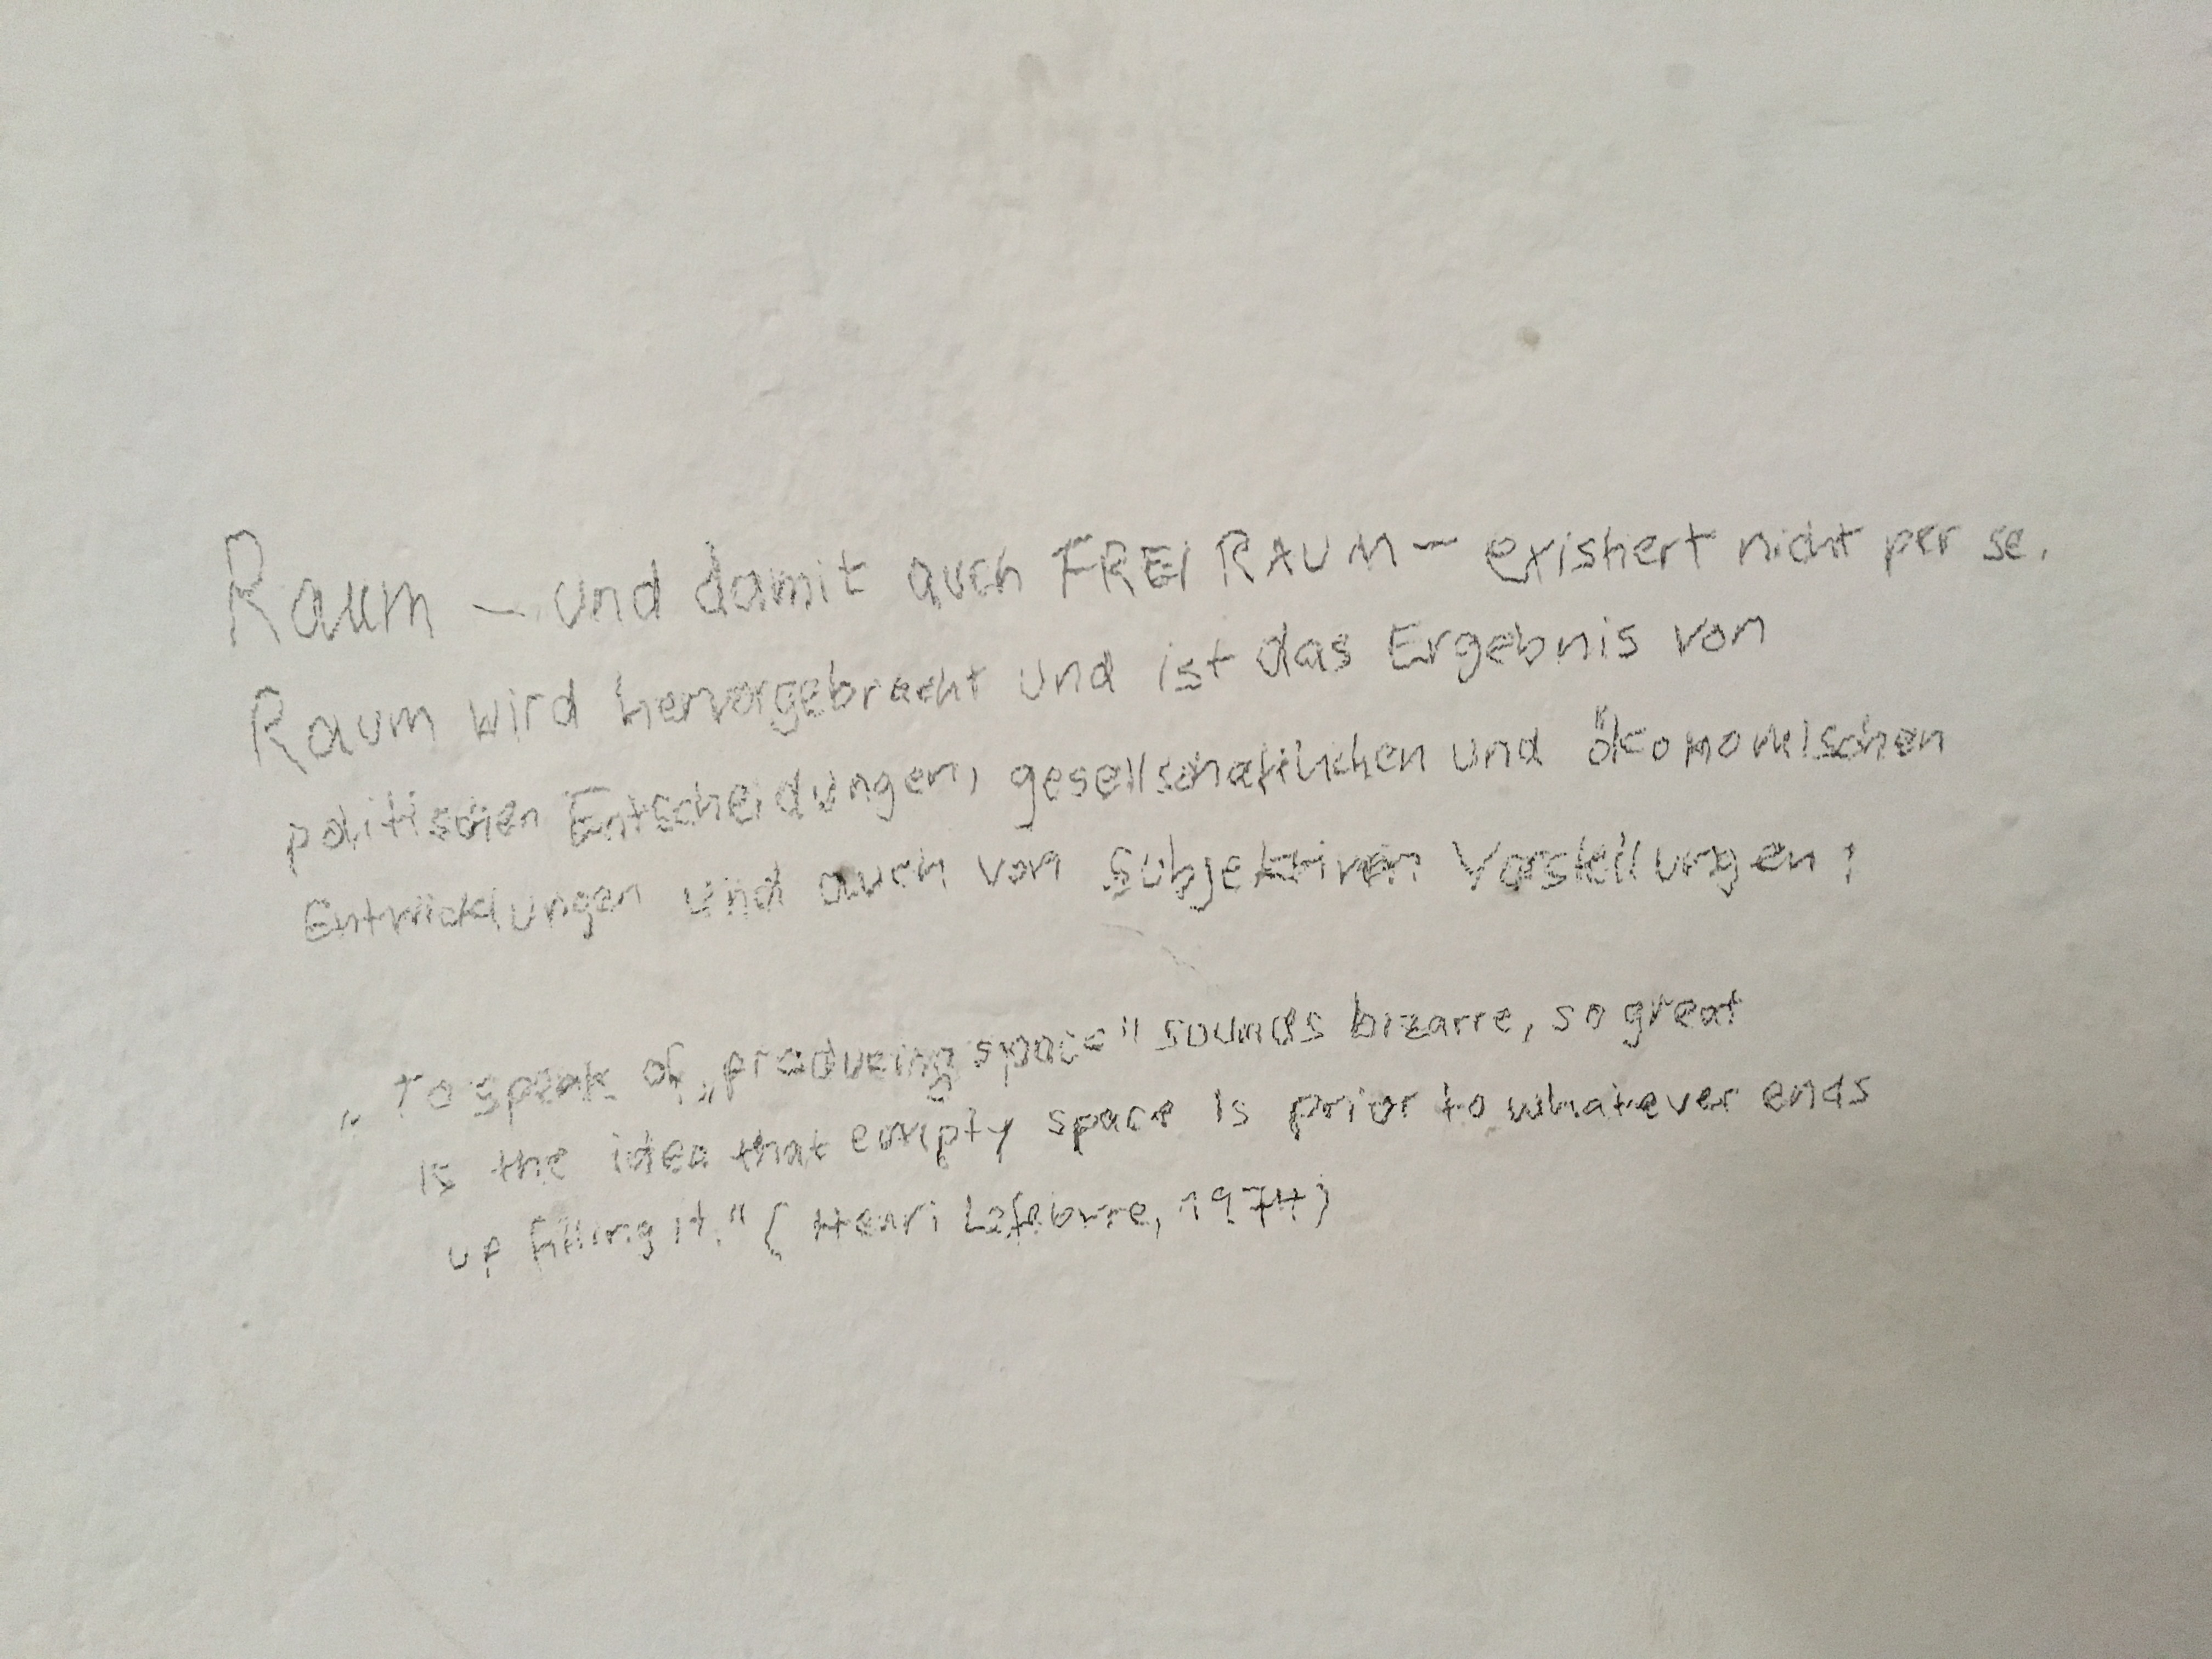 Raum – und damit auch FREIRAUM – existiert nicht per se.
Raum wird hervorgebracht und ist das Ergebnis von
politischen Entscheidungen, gesellschaftlichen und ökonomischen
Entwicklungen und auch von subjektiven Vorstellungen:
„To speak of „producing space" sounds bizarre, so great
is the idea that empty space is prior to whatever ends
up filling it." (Henri Lefebvre, 1974)